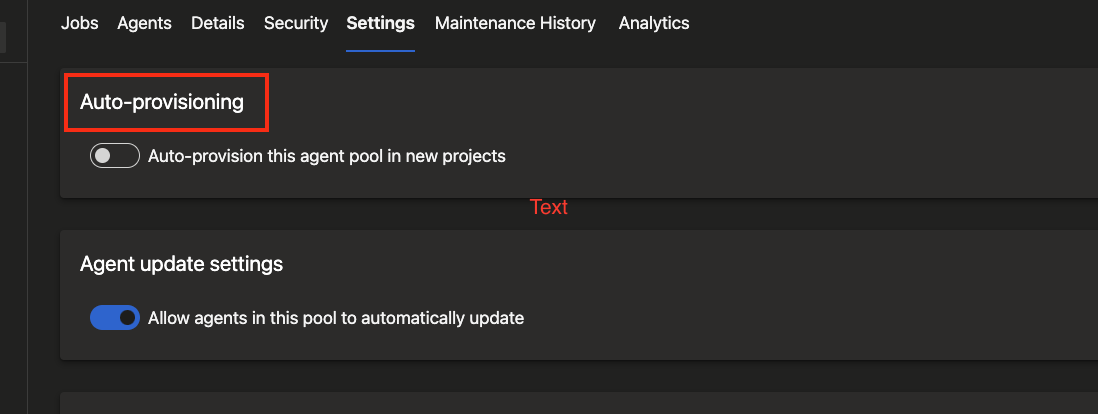 Jobs Agents Details Security Settings Maintenance History Analytics
Auto-provisioning
Auto-provision this agent pool in new projects
Text
Agent update settings
Allow agents in this pool to automatically update